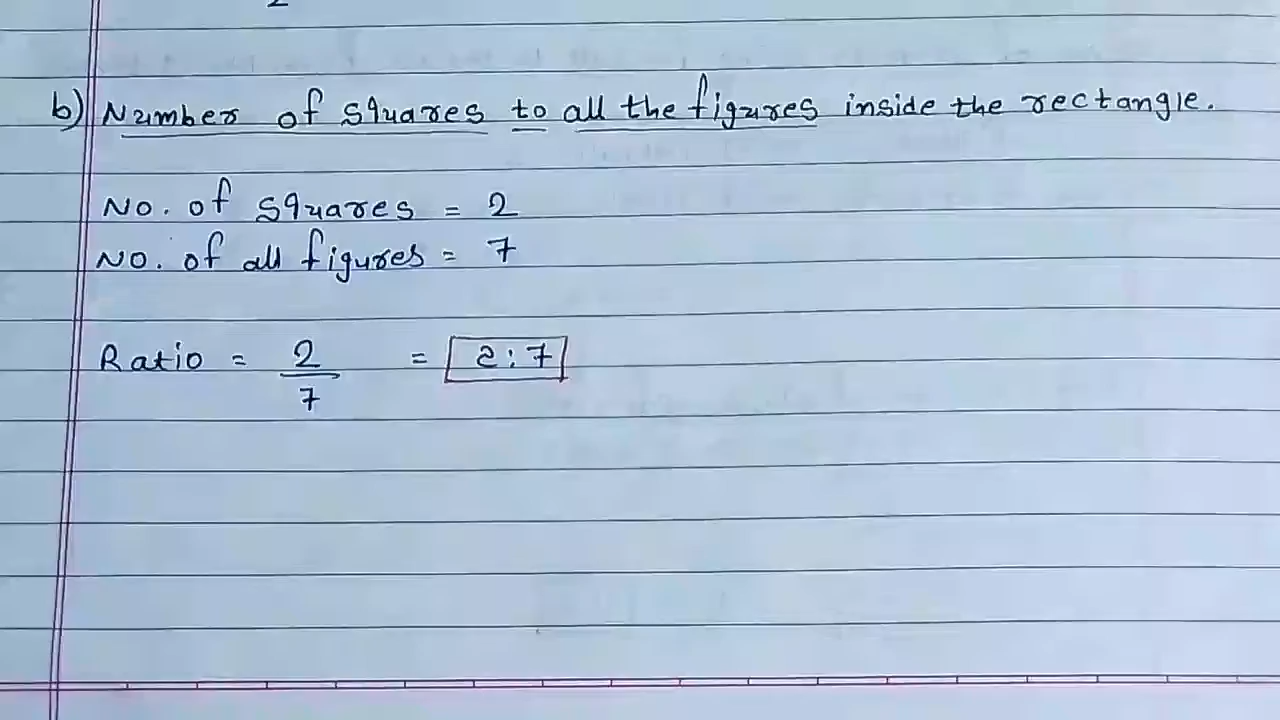 b) Number of squares to all the figures inside the rectangle.
No. of squares = 2
No. of all figures = 7
Ratio = 2/7 = 2:7